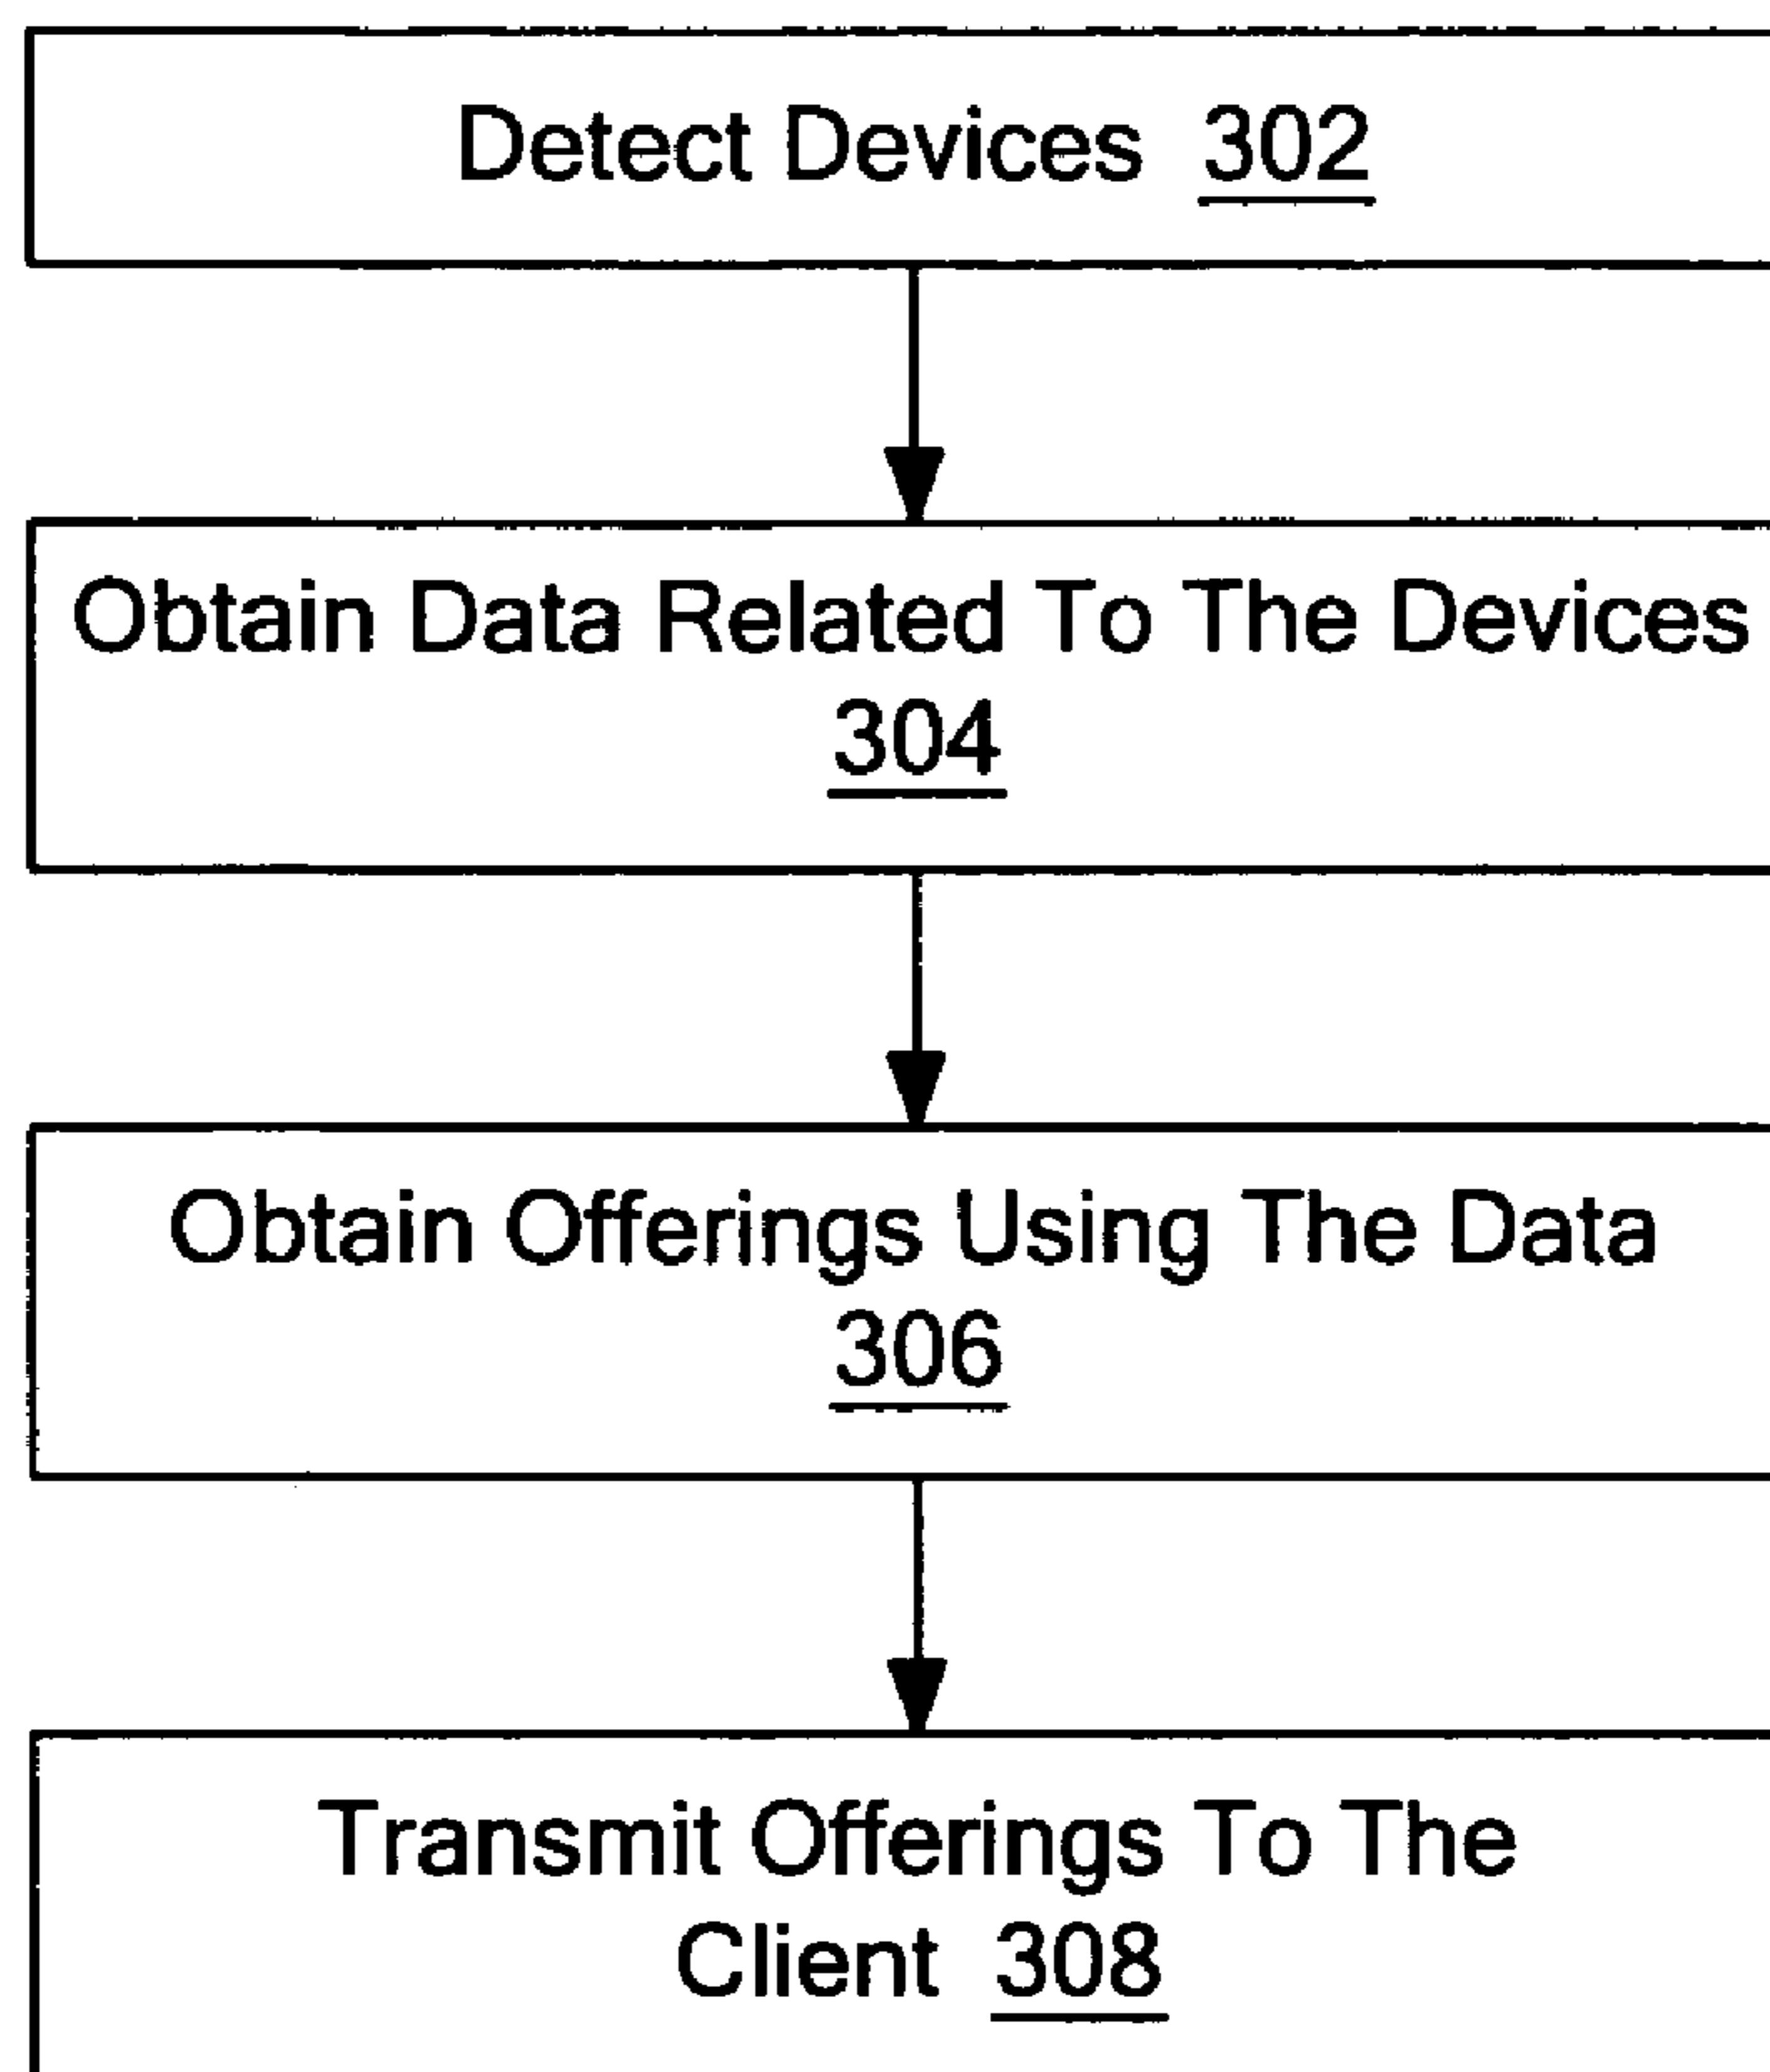 Detect Devices 302
Obtain Data Related To The Devices
304
Obtain Offerings Using The Data
306
Transmit Offerings To The
Client 308